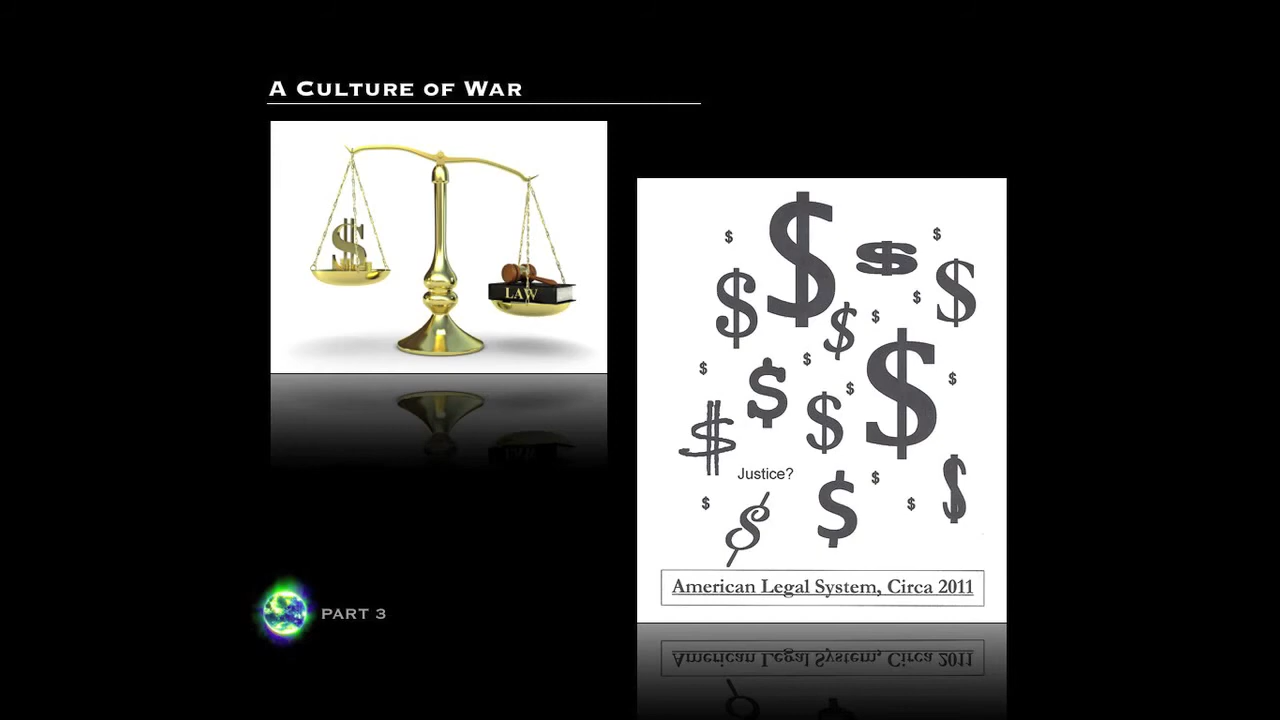 A CULTURE OF WAR
LAW
Justice?
American Legal System, Circa 2011
PART 3